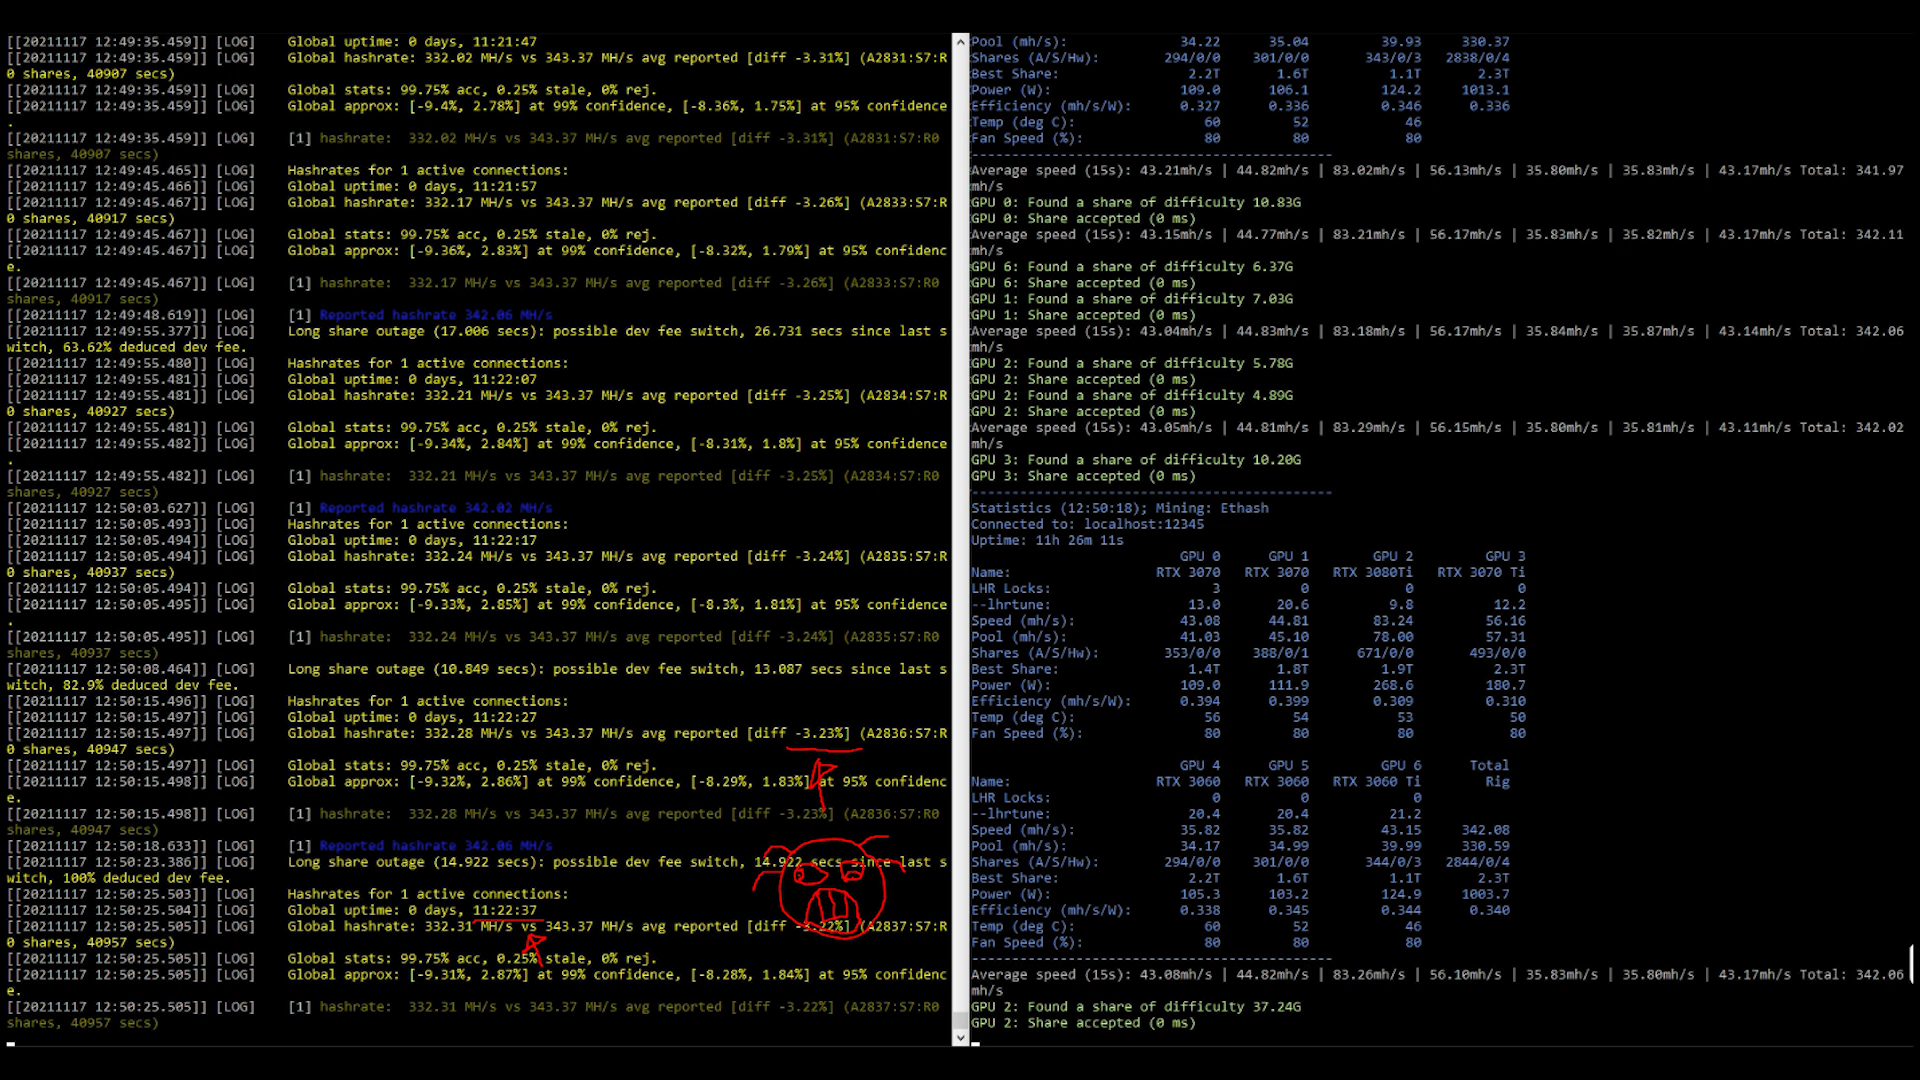 [[20211117 12:49:35.459]] [LOG] Global uptime: 0 days, 11:21:47
[[20211117 12:49:35.459]] [LOG] Global hashrate: 332.02 MH/s vs 343.37 MH/s avg reported [diff -3.31%] (A2831:S7:R
0 shares, 40907 secs)
[[20211117 12:49:35.459]] [LOG] Global stats: 99.75% acc, 0.25% stale, 0% rej.
[[20211117 12:49:35.459]] [LOG] Global approx: [-9.4%, 2.78%] at 99% confidence, [-8.36%, 1.75%] at 95% confidence
.
[[20211117 12:49:35.459]] [LOG] [1] hashrate: 332.02 MH/s vs 343.37 MH/s avg reported [diff -3.31%] (A2831:S7:R0
shares, 40907 secs)
[[20211117 12:49:45.465]] [LOG] Hashrates for 1 active connections:
[[20211117 12:49:45.466]] [LOG] Global uptime: 0 days, 11:21:57
[[20211117 12:49:45.467]] [LOG] Global hashrate: 332.17 MH/s vs 343.37 MH/s avg reported [diff -3.26%] (A2833:S7:R
0 shares, 40917 secs)
[[20211117 12:49:45.467]] [LOG] Global stats: 99.75% acc, 0.25% stale, 0% rej.
[[20211117 12:49:45.467]] [LOG] Global approx: [-9.36%, 2.83%] at 99% confidence, [-8.32%, 1.79%] at 95% confidenc
e.
[[20211117 12:49:45.467]] [LOG] [1] hashrate: 332.17 MH/s vs 343.37 MH/s avg reported [diff -3.26%] (A2833:S7:R0
shares, 40917 secs)
[[20211117 12:49:48.619]] [LOG] [1] Reported hashrate 342.06 MH/s
[[20211117 12:49:55.377]] [LOG] Long share outage (17.006 secs): possible dev fee switch, 26.731 secs since last s
witch, 63.62% deduced dev fee.
[[20211117 12:49:55.480]] [LOG] Hashrates for 1 active connections:
[[20211117 12:49:55.481]] [LOG] Global uptime: 0 days, 11:22:07
[[20211117 12:49:55.481]] [LOG] Global hashrate: 332.21 MH/s vs 343.37 MH/s avg reported [diff -3.25%] (A2834:S7:R
0 shares, 40927 secs)
[[20211117 12:49:55.481]] [LOG] Global stats: 99.75% acc, 0.25% stale, 0% rej.
[[20211117 12:49:55.482]] [LOG] Global approx: [-9.34%, 2.84%] at 99% confidence, [-8.31%, 1.8%] at 95% confidence
.
[[20211117 12:49:55.482]] [LOG] [1] hashrate: 332.21 MH/s vs 343.37 MH/s avg reported [diff -3.25%] (A2834:S7:R0
shares, 40927 secs)
[[20211117 12:50:03.627]] [LOG] [1] Reported hashrate 342.02 MH/s
[[20211117 12:50:05.493]] [LOG] Hashrates for 1 active connections:
[[20211117 12:50:05.494]] [LOG] Global uptime: 0 days, 11:22:17
[[20211117 12:50:05.494]] [LOG] Global hashrate: 332.24 MH/s vs 343.37 MH/s avg reported [diff -3.24%] (A2835:S7:R
0 shares, 40937 secs)
[[20211117 12:50:05.494]] [LOG] Global stats: 99.75% acc, 0.25% stale, 0% rej.
[[20211117 12:50:05.495]] [LOG] Global approx: [-9.33%, 2.85%] at 99% confidence, [-8.3%, 1.81%] at 95% confidence
.
[[20211117 12:50:05.495]] [LOG] [1] hashrate: 332.24 MH/s vs 343.37 MH/s avg reported [diff -3.24%] (A2835:S7:R0
shares, 40937 secs)
[[20211117 12:50:08.464]] [LOG] Long share outage (10.849 secs): possible dev fee switch, 13.087 secs since last s
witch, 82.9% deduced dev fee.
[[20211117 12:50:15.496]] [LOG] Hashrates for 1 active connections:
[[20211117 12:50:15.497]] [LOG] Global uptime: 0 days, 11:22:27
[[20211117 12:50:15.497]] [LOG] Global hashrate: 332.28 MH/s vs 343.37 MH/s avg reported [diff -3.23%] (A2836:S7:R
0 shares, 40947 secs)
[[20211117 12:50:15.497]] [LOG] Global stats: 99.75% acc, 0.25% stale, 0% rej.
[[20211117 12:50:15.498]] [LOG] Global approx: [-9.32%, 2.86%] at 99% confidence, [-8.29%, 1.83%] at 95% confidenc
e.
[[20211117 12:50:15.498]] [LOG] [1] hashrate: 332.28 MH/s vs 343.37 MH/s avg reported [diff -3.23%] (A2836:S7:R0
shares, 40947 secs)
[[20211117 12:50:18.633]] [LOG] [1] Reported hashrate 342.06 MH/s
[[20211117 12:50:23.386]] [LOG] Long share outage (14.922 secs): possible dev fee switch, 14.922 secs since last s
witch, 100% deduced dev fee.
[[20211117 12:50:25.503]] [LOG] Hashrates for 1 active connections:
[[20211117 12:50:25.504]] [LOG] Global uptime: 0 days, 11:22:37
[[20211117 12:50:25.505]] [LOG] Global hashrate: 332.31 MH/s vs 343.37 MH/s avg reported [diff -3.22%] (A2837:S7:R
0 shares, 40957 secs)
[[20211117 12:50:25.505]] [LOG] Global stats: 99.75% acc, 0.25% stale, 0% rej.
[[20211117 12:50:25.505]] [LOG] Global approx: [-9.31%, 2.87%] at 99% confidence, [-8.28%, 1.84%] at 95% confidenc
e.
[[20211117 12:50:25.505]] [LOG] [1] hashrate: 332.31 MH/s vs 343.37 MH/s avg reported [diff -3.22%] (A2837:S7:R0
shares, 40957 secs)
Pool (mh/s): 34.22 35.04 39.93 330.37
Shares (A/S/Hw): 294/0/0 301/0/0 343/0/3 2838/0/4
Best Share: 2.2T 1.6T 1.1T 2.3T
Power (W): 109.0 106.1 124.2 1013.1
Efficiency (mh/s/W): 0.327 0.336 0.346 0.336
Temp (deg C): 60 52 46
Fan Speed (%): 80 80 80
------------------------------------------------
Average speed (15s): 43.21mh/s | 44.82mh/s | 83.02mh/s | 56.13mh/s | 35.80mh/s | 35.83mh/s | 43.17mh/s Total: 341.97
mh/s
GPU 0: Found a share of difficulty 10.83G
GPU 0: Share accepted (0 ms)
Average speed (15s): 43.15mh/s | 44.77mh/s | 83.21mh/s | 56.17mh/s | 35.83mh/s | 35.82mh/s | 43.17mh/s Total: 342.11
mh/s
GPU 6: Found a share of difficulty 6.37G
GPU 6: Share accepted (0 ms)
GPU 1: Found a share of difficulty 7.03G
GPU 1: Share accepted (0 ms)
Average speed (15s): 43.04mh/s | 44.83mh/s | 83.18mh/s | 56.17mh/s | 35.84mh/s | 35.87mh/s | 43.14mh/s Total: 342.06
mh/s
GPU 2: Found a share of difficulty 5.78G
GPU 2: Share accepted (0 ms)
GPU 2: Found a share of difficulty 4.89G
GPU 2: Share accepted (0 ms)
Average speed (15s): 43.05mh/s | 44.81mh/s | 83.29mh/s | 56.15mh/s | 35.80mh/s | 35.81mh/s | 43.11mh/s Total: 342.02
mh/s
GPU 3: Found a share of difficulty 10.20G
GPU 3: Share accepted (0 ms)
------------------------------------------------
Statistics (12:50:18); Mining: Ethash
Connected to: localhost:12345
Uptime: 11h 26m 11s
GPU 0 GPU 1 GPU 2 GPU 3
Name: RTX 3070 RTX 3070 RTX 3080Ti RTX 3070 Ti
LHR Locks: 3 0 0 0
--lhrtune: 13.0 20.6 9.8 12.2
Speed (mh/s): 43.08 44.81 83.24 56.16
Pool (mh/s): 41.03 45.10 78.00 57.31
Shares (A/S/Hw): 353/0/0 388/0/1 671/0/0 493/0/0
Best Share: 1.4T 1.8T 1.9T 2.3T
Power (W): 109.0 111.9 268.6 180.7
Efficiency (mh/s/W): 0.394 0.399 0.309 0.310
Temp (deg C): 56 54 53 50
Fan Speed (%): 80 80 80 80
GPU 4 GPU 5 GPU 6 Total
Name: RTX 3060 RTX 3060 RTX 3060 Ti Rig
LHR Locks: 0 0 0
--lhrtune: 20.4 20.4 21.2
Speed (mh/s): 35.82 35.82 43.15 342.08
Pool (mh/s): 34.17 34.99 39.99 330.59
Shares (A/S/Hw): 294/0/0 301/0/0 344/0/3 2844/0/4
Best Share: 2.2T 1.6T 1.1T 2.3T
Power (W): 105.3 103.2 124.9 1003.7
Efficiency (mh/s/W): 0.338 0.345 0.344 0.340
Temp (deg C): 60 52 46
Fan Speed (%): 80 80 80
------------------------------------------------
Average speed (15s): 43.08mh/s | 44.82mh/s | 83.26mh/s | 56.10mh/s | 35.83mh/s | 35.80mh/s | 43.17mh/s Total: 342.06
mh/s
GPU 2: Found a share of difficulty 37.24G
GPU 2: Share accepted (0 ms)